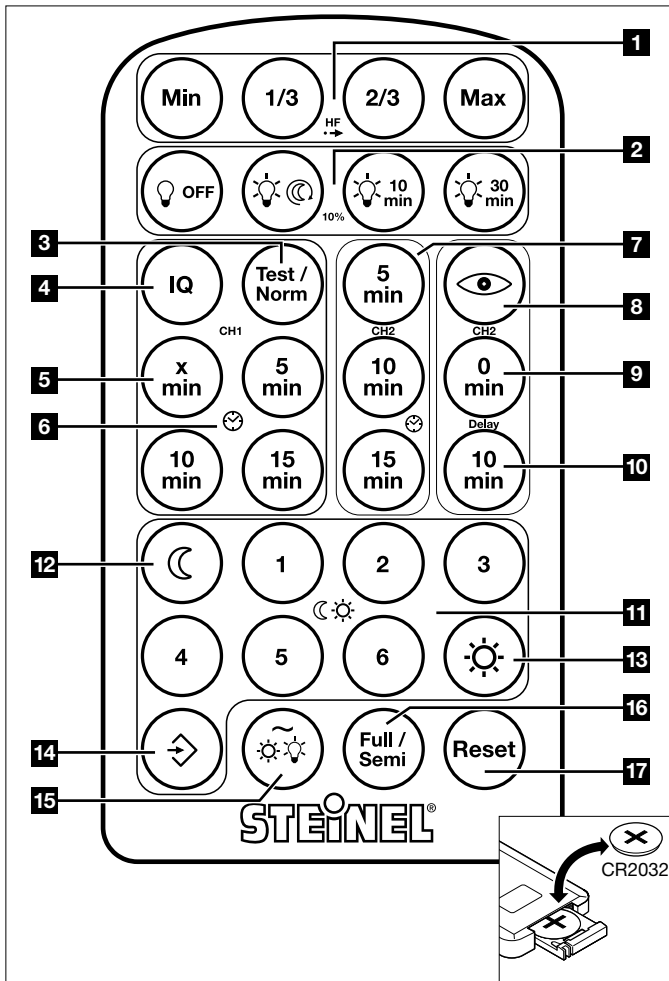 1
Min
1/3
2/3
Max
HF
2
OFF
10
min
30
min
10%
3
7
4
IQ
Test /
Norm
5
min
8
CH1
CH2
CH2
5
x
min
5
min
10
min
0
min
9
6
Delay
10
min
15
min
15
min
10
min
10
12
1
2
3
11
4
5
6
13
16
14
Full /
Semi
Reset
17
15
STEINEL®
CR2032